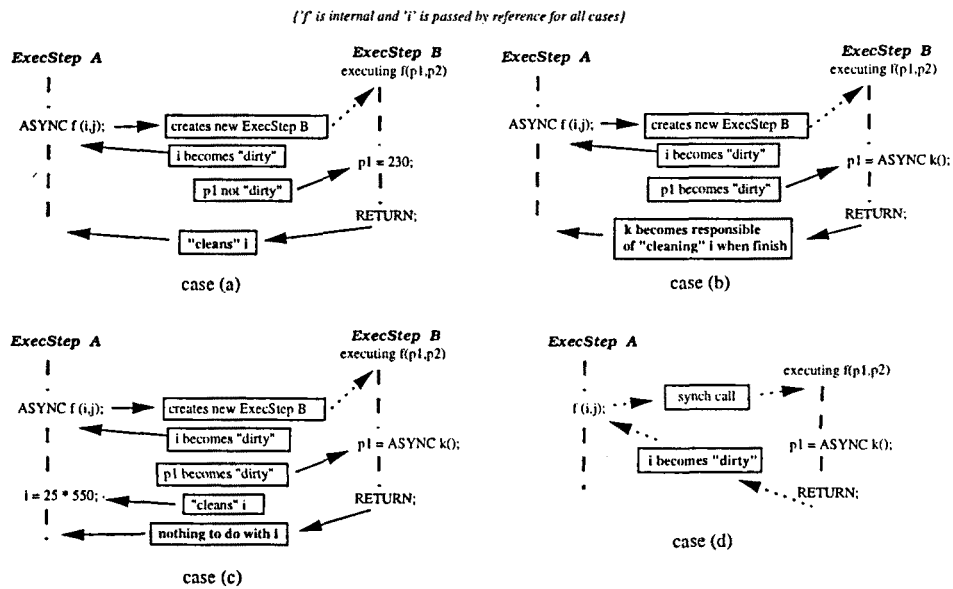 {'f' is internal and 'i' is passed by reference for all cases}
ExecStep A
ExecStep B
executing f(p1,p2)
ASYNC f (i,j);
creates new ExecStep B
i becomes "dirty"
p1 = 230;
p1 not "dirty"
RETURN;
"cleans" i
case (a)
ExecStep A
ExecStep B
executing f(p1,p2)
ASYNC f (i,j);
creates new ExecStep B
i becomes "dirty"
p1 = ASYNC k();
p1 becomes "dirty"
RETURN;
k becomes responsible
of "cleaning" i when finish
case (b)
ExecStep A
ExecStep B
executing f(p1,p2)
ASYNC f (i,j);
creates new ExecStep B
i becomes "dirty"
p1 = ASYNC k();
p1 becomes "dirty"
i = 25 * 550;
"cleans" i
RETURN;
nothing to do with i
case (c)
ExecStep A
executing f(p1,p2)
synch call
f (i,j);
p1 = ASYNC k();
i becomes "dirty"
RETURN;
case (d)